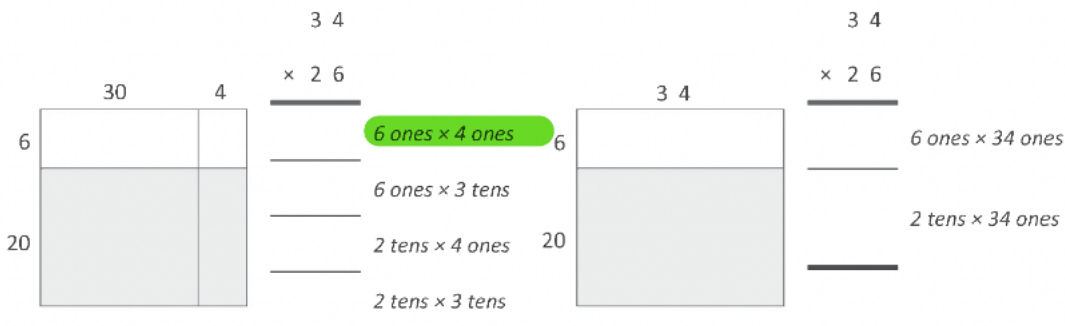 3 4
× 2 6
30 4
6
20
6 ones × 4 ones
6 ones × 3 tens
2 tens × 4 ones
2 tens × 3 tens
3 4
× 2 6
3 4
6
20
6 ones × 34 ones
2 tens × 34 ones